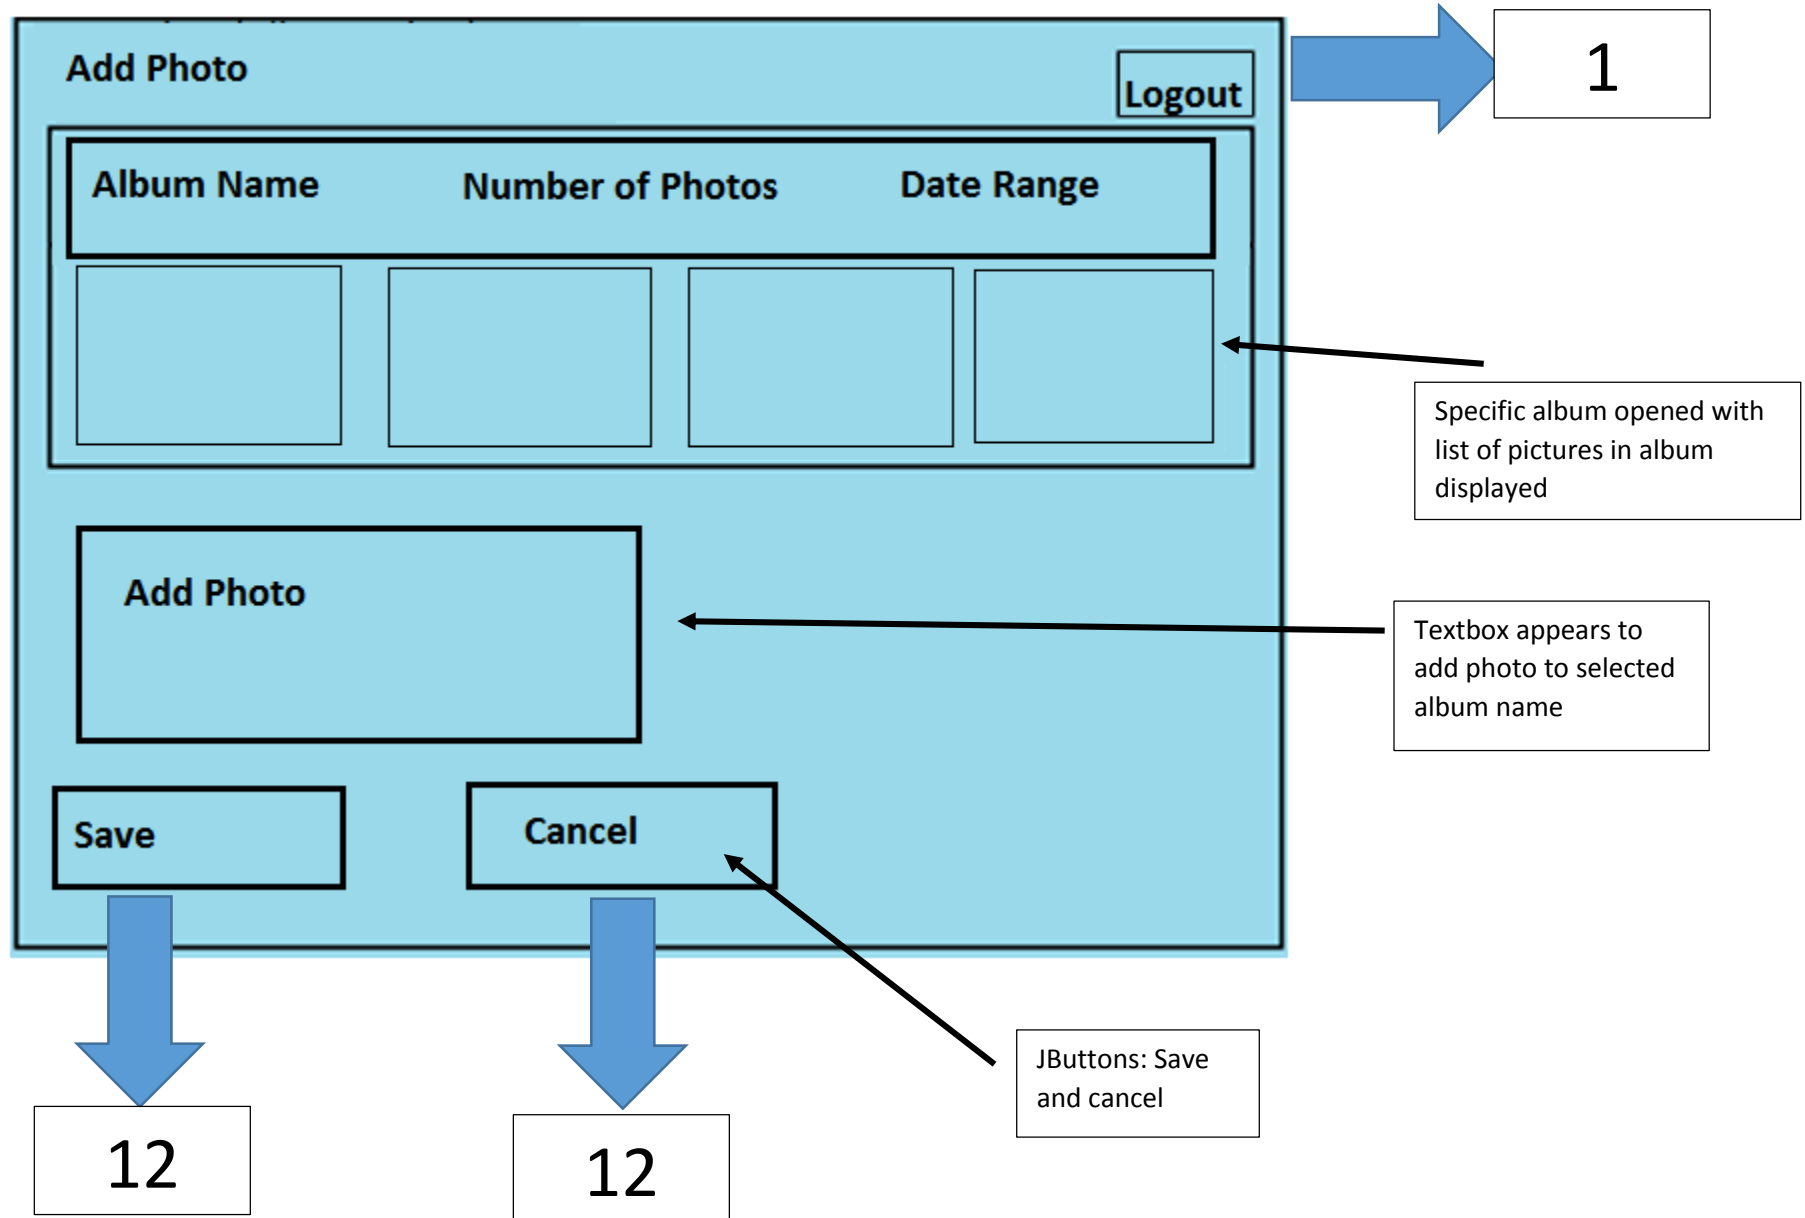 Add Photo
Logout
1
Album Name Number of Photos Date Range
Specific album opened with
list of pictures in album
displayed
Add Photo
Textbox appears to
add photo to selected
album name
Save
Cancel
JButtons: Save
and cancel
12
12